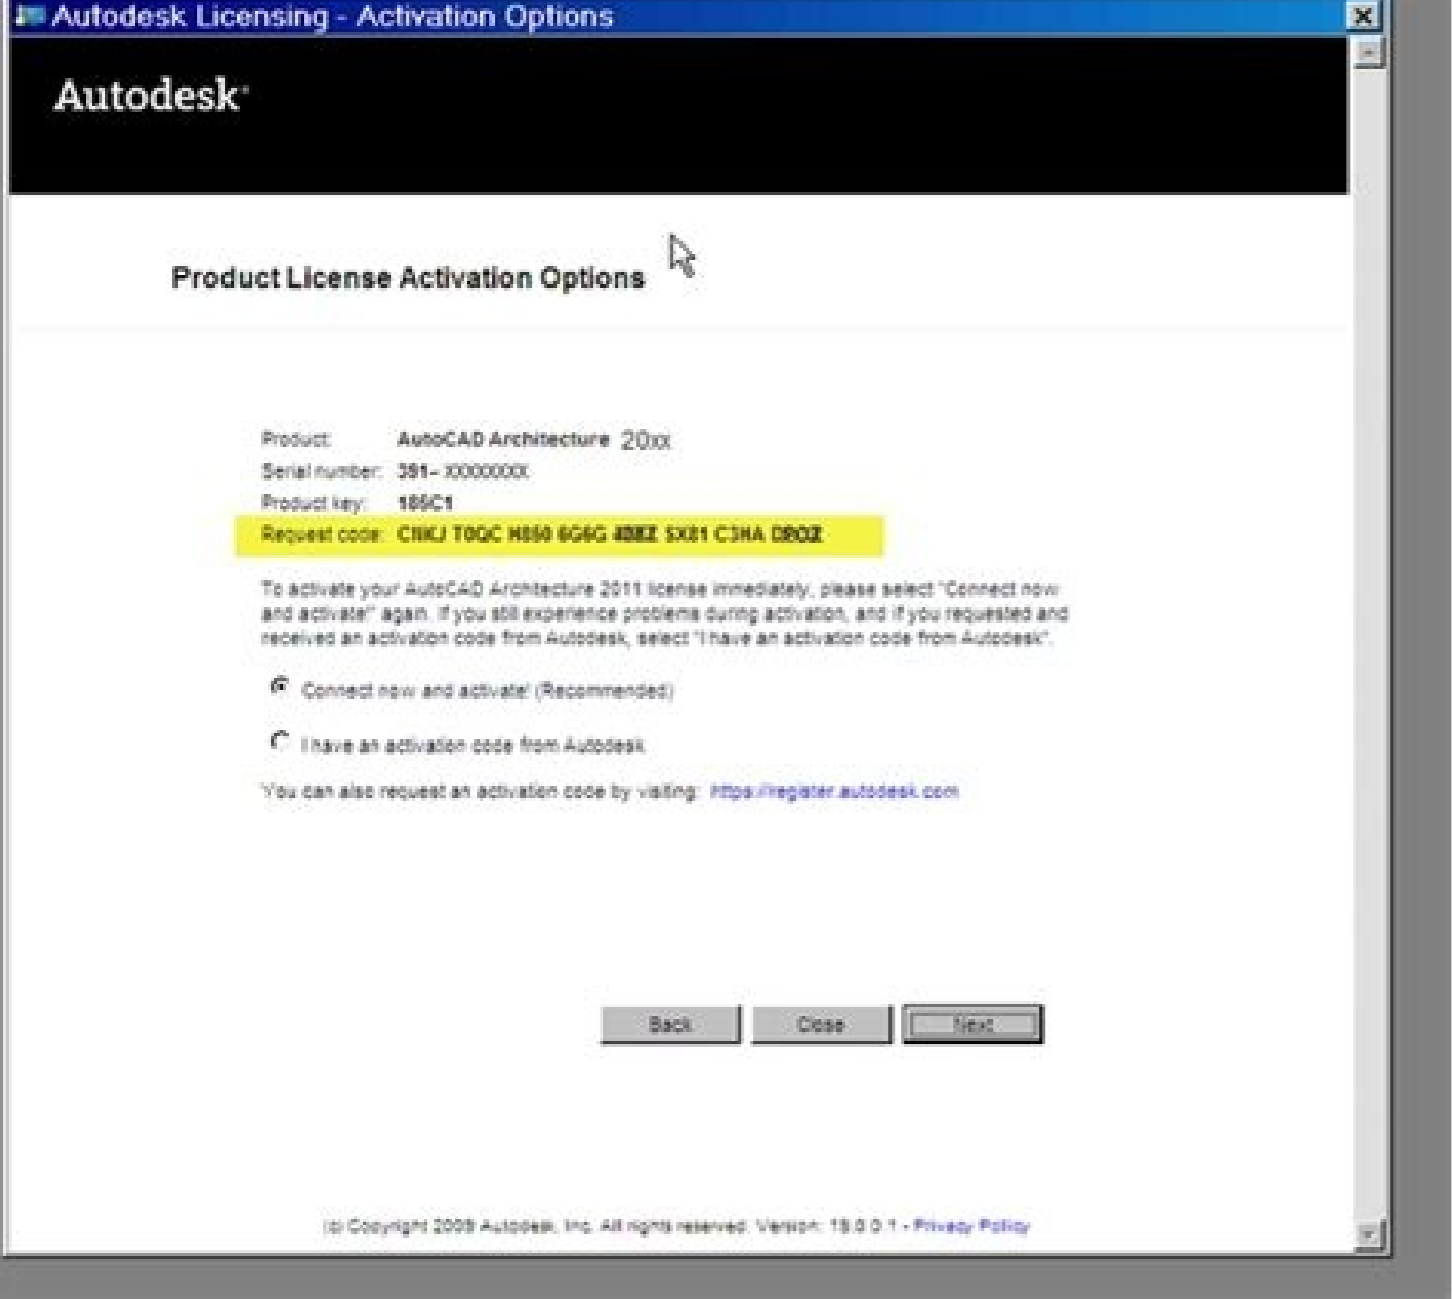 Autodesk Licensing - Activation Options
Autodesk
Product License Activation Options
Product: AutoCAD Architecture 20xx
Serial number: 391- XXXXXXXX
Product key: 185C1
Request code: T0QC 6G6G C3HA
To activate your AutoCAD Architecture 2011 license immediately, please select "Connect now
and activate!" again. If you still experience problems during activation, and if you requested and
received an activation code from Autodesk, select "I have an activation code from Autodesk".
Connect now and activate! (Recommended)
I have an activation code from Autodesk
You can also request an activation code by visiting: https://register.autodesk.com
Back Close Next
(c) Copyright 2009 Autodesk, Inc. All rights reserved. Version: - Privacy Policy